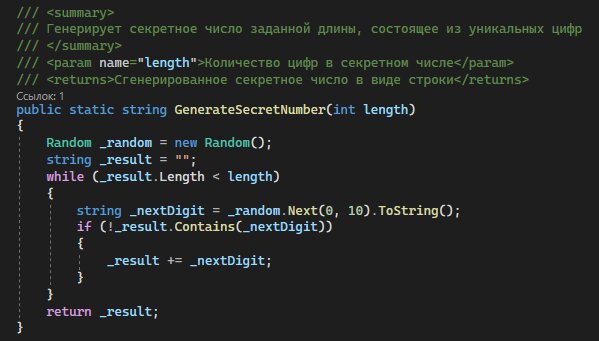 /// <summary>
/// Генерирует секретное число заданной длины, состоящее из уникальных цифр
/// </summary>
/// <param name="length">Количество цифр в секретном числе</param>
/// <returns>Сгенерированное секретное число в виде строки</returns>
Ссылок: 1
public static string GenerateSecretNumber(int length)
{
    Random _random = new Random();
    string _result = "";
    while (_result.Length < length)
    {
        string _nextDigit = _random.Next(0, 10).ToString();
        if (!_result.Contains(_nextDigit))
        {
            _result += _nextDigit;
        }
    }
    return _result;
}